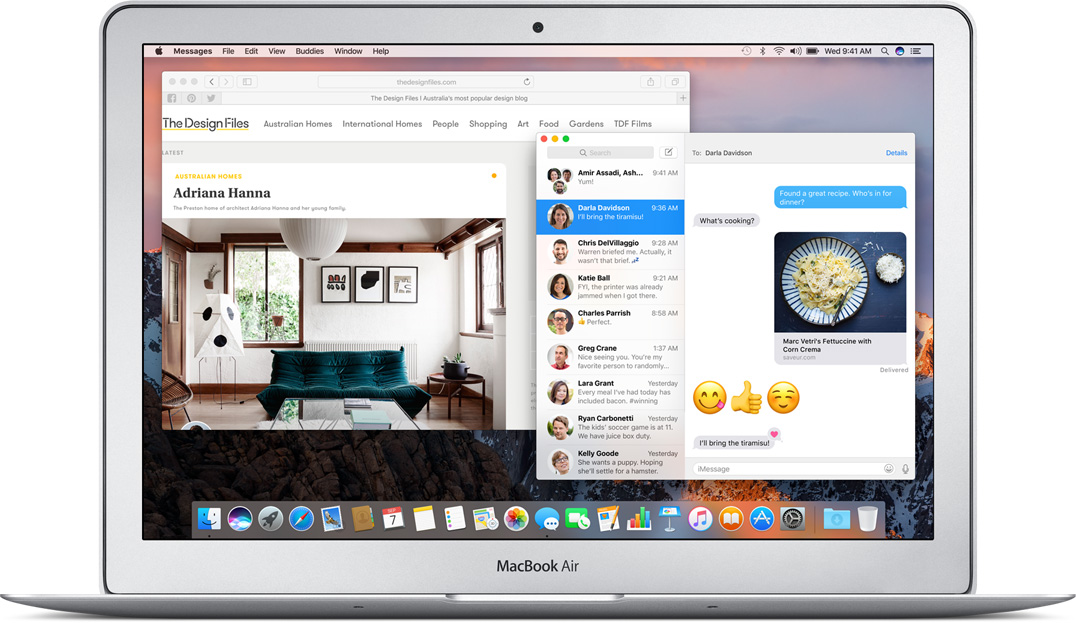 Messages File Edit View Buddies Window Help
Wed 9:41 AM
thedesignfiles.com
The Design Files | Australia's most popular design blog
The Design Files
Australian Homes International Homes People Shopping Art Food Gardens TDF Films
LATEST
AUSTRALIAN HOMES
Adriana Hanna
The Preston home of architect Adriana Hanna and her young family.
Search
Amir Assadi, Ash... 9:41 AM
Yum!
Darla Davidson 9:36 AM
I'll bring the tiramisu!
Chris DelVillaggio 9:28 AM
Warren briefed me. Actually, it
wasn't that brief. 💤
Katie Ball 9:21 AM
FYI, the printer was already
jammed when I got there.
Charles Parrish 8:58 AM
👍 Perfect.
Greg Crane 1:37 AM
Nice seeing you. You're my
favorite person to randomly...
Lara Grant Yesterday
Every meal I've had today has
included bacon. #winning
Ryan Carbonetti Yesterday
The kids' soccer game is at 11.
We have juice box duty.
Kelly Goode Yesterday
She wants a puppy. Hoping
she'll settle for a hamster.
To: Darla Davidson Details
Found a great recipe. Who's in for
dinner?
What's cooking?
Marc Vetri's Fettuccine with
Corn Crema
saveur.com
Delivered
😋👍☺️
I'll bring the tiramisu!
iMessage
7
MacBook Air